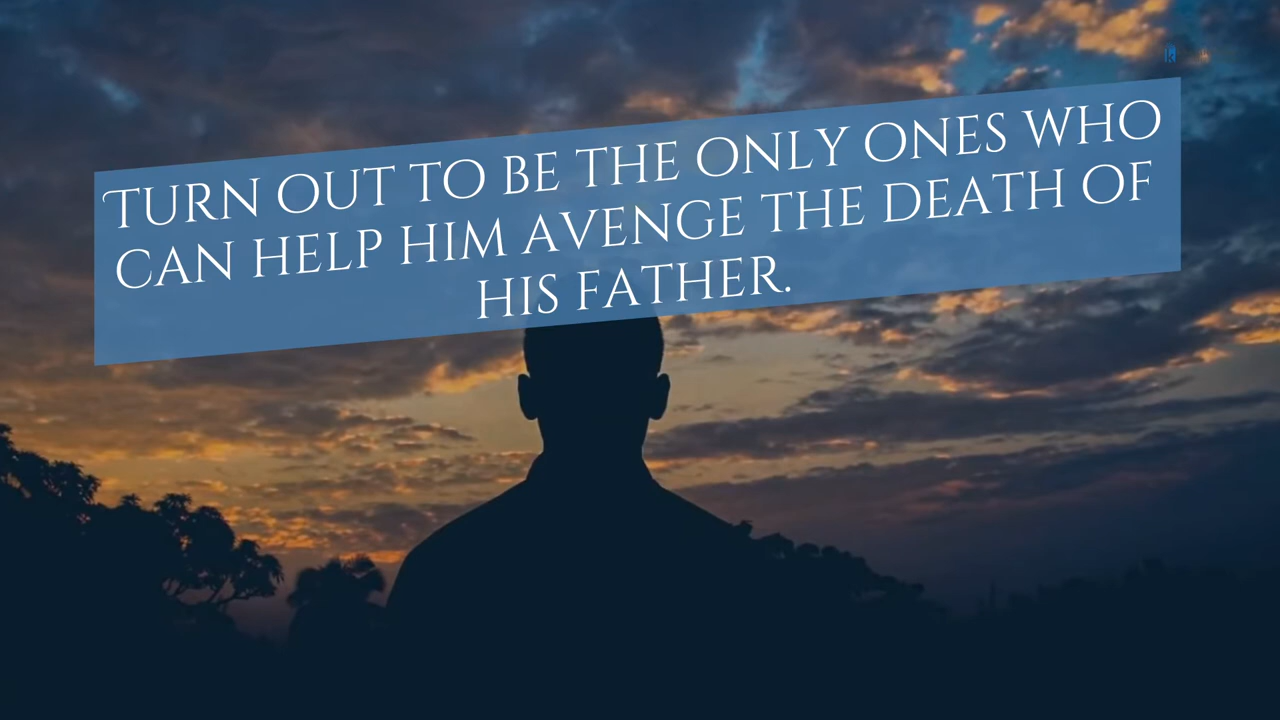 Turn out to be the only ones who
can help him avenge the death of
his father.